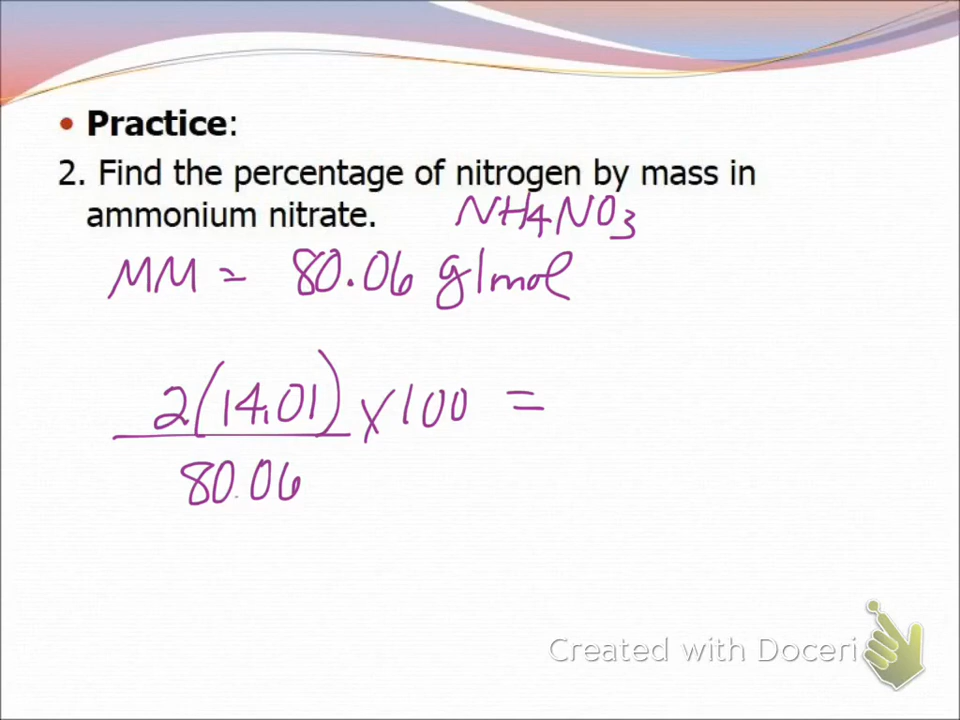 • Practice:
2. Find the percentage of nitrogen by mass in
ammonium nitrate. NH4NO3
MM = 80.06 g/mol
2(14.01) x 100 =
80.06
Created with Doceri